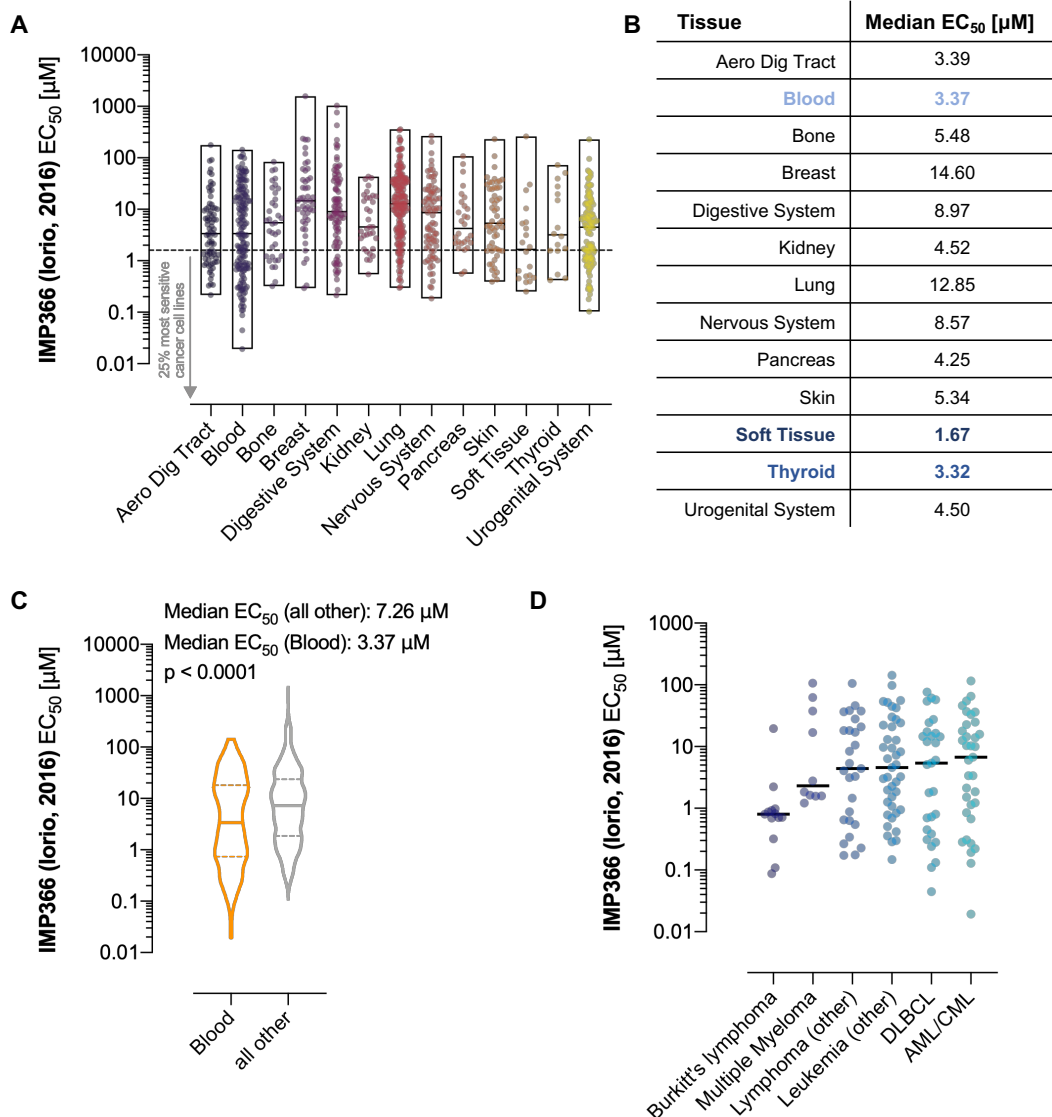 A
IMP366 (Iorio, 2016) EC50 [µM]
10000
1000
100
10
1
0.1
0.01
25% most sensitive
cancer cell lines
Aero Dig Tract
Blood
Bone
Breast
Digestive System
Kidney
Lung
Nervous System
Pancreas
Skin
Soft Tissue
Thyroid
Urogenital System
B
Tissue Median EC50 [µM]
Aero Dig Tract 3.39
Blood 3.37
Bone 5.48
Breast 14.60
Digestive System 8.97
Kidney 4.52
Lung 12.85
Nervous System 8.57
Pancreas 4.25
Skin 5.34
Soft Tissue 1.67
Thyroid 3.32
Urogenital System 4.50
C
Median EC50 (all other): 7.26 µM
Median EC50 (Blood): 3.37 µM
p < 0.0001
IMP366 (Iorio, 2016) EC50 [µM]
10000
1000
100
10
1
0.1
0.01
Blood
all other
D
IMP366 (Iorio, 2016) EC50 [µM]
1000
100
10
1
0.1
0.01
Burkitt's lymphoma
Multiple Myeloma
Lymphoma (other)
Leukemia (other)
DLBCL
AML/CML